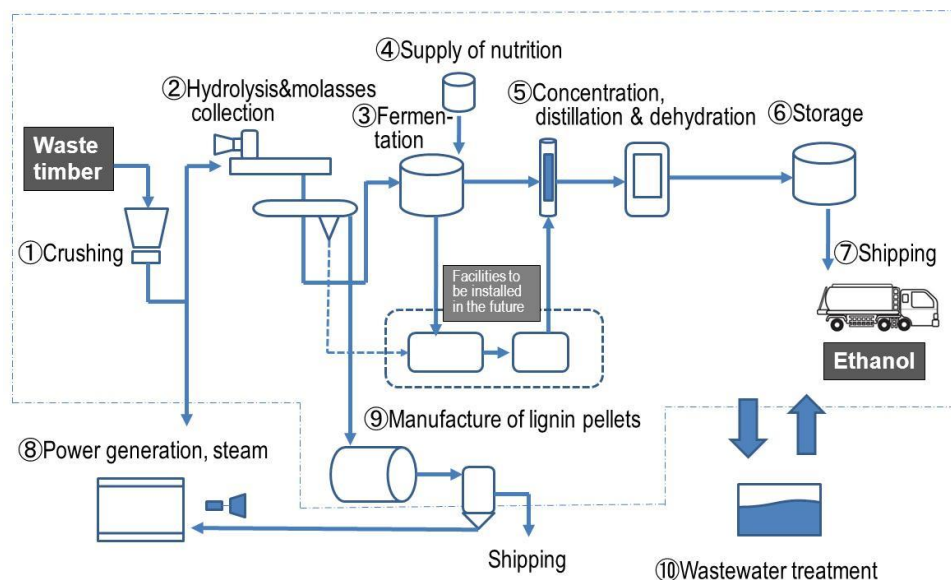 ④Supply of nutrition
②Hydrolysis&molasses
collection
③Fermen-
tation
⑤Concentration,
distillation & dehydration
⑥Storage
Waste
timber
①Crushing
⑦Shipping
Facilities to
be installed
in the future
Ethanol
⑨Manufacture of lignin pellets
⑧Power generation, steam
Shipping
⑩Wastewater treatment